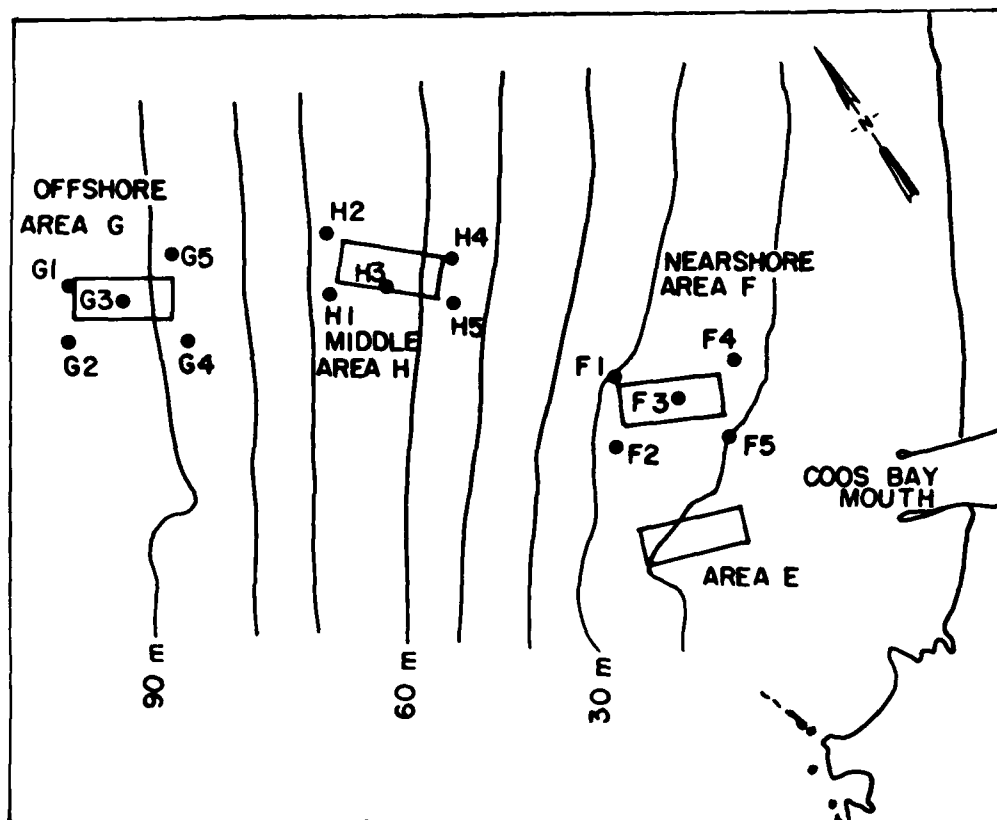 N
OFFSHORE
AREA G
G1
G5
G3
G2
G4
H2
H4
H3
H1
H5
MIDDLE
AREA H
NEARSHORE
AREA F
F1
F4
F3
F2
F5
COOS BAY
MOUTH
AREA E
90 m
60 m
30 m